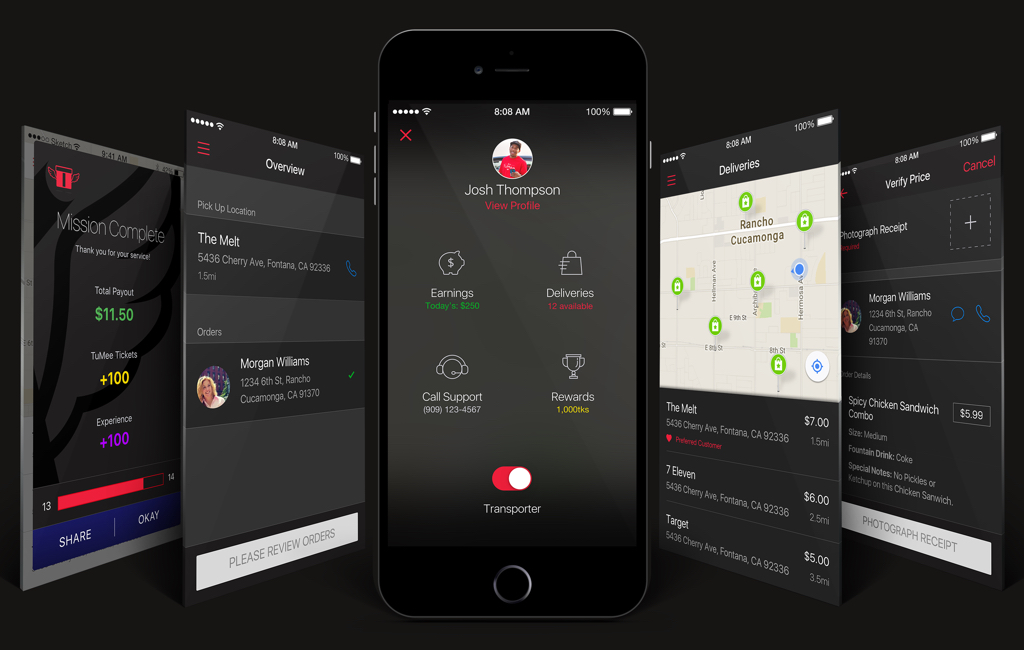 Sketch
9:41 AM
T
Mission Complete
Thank you for your service!
Total Payout
$11.50
TuMee Tickets
+100
Experience
+100
13
14
SHARE
OKAY
8:08 AM
100%
Overview
Pick Up Location
The Melt
5436 Cherry Ave, Fontana, CA 92336
1.5mi
Orders
Morgan Williams
1234 6th St, Rancho
Cucamonga, CA 91370
PLEASE REVIEW ORDERS
8:08 AM
100%
Josh Thompson
View Profile
Earnings
Today's: $250
Deliveries
12 available
Call Support
(909) 123-4567
Rewards
1,000tks
Transporter
8:08 AM
100%
Deliveries
Rancho
Cucamonga
Hellman Ave
Archib
Hermosa Av
E 9th St
E 8th St
8th St
The Melt
$7.00
5436 Cherry Ave, Fontana, CA 92336
1.5mi
Preferred Customer
7 Eleven
$6.00
5436 Cherry Ave, Fontana, CA 92336
2.5mi
Target
$5.00
5436 Cherry Ave, Fontana, CA 92336
3.5mi
8:08 AM
100%
Verify Price
Cancel
Photograph Receipt
Required
Morgan Williams
1234 6th St, Rancho
Cucamonga, CA
91370
Order Details
Spicy Chicken Sandwich
Combo
$5.99
Size: Medium
Fountain Drink: Coke
Special Notes: No Pickles or
Ketchup on this Chicken Sanwich.
PHOTOGRAPH RECEIPT